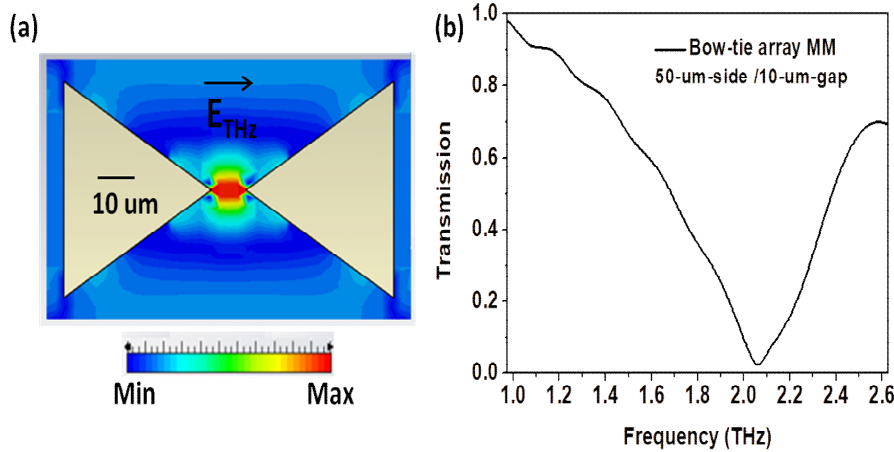 (a)
E_THz
10 um
Min Max
(b)
Bow-tie array MM
50-um-side /10-um-gap
Transmission
1.0
0.8
0.6
0.4
0.2
0.0
1.0 1.2 1.4 1.6 1.8 2.0 2.2 2.4 2.6
Frequency (THz)